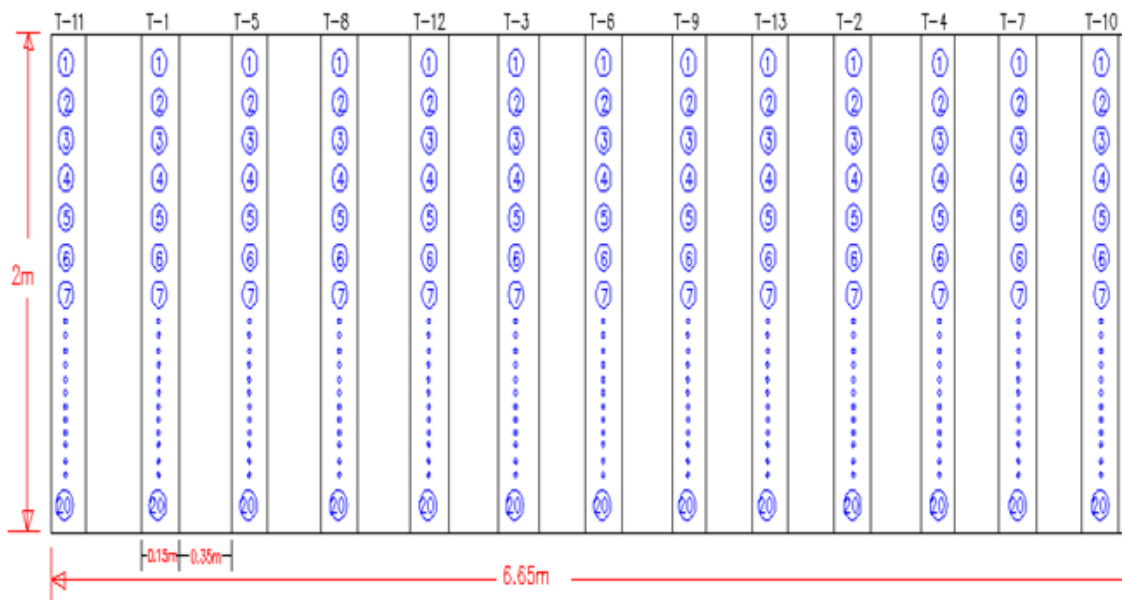 T-11 T-1 T-5 T-8 T-12 T-3 T-6 T-9 T-13 T-2 T-4 T-7 T-10
1 1 1 1 1 1 1 1 1 1 1 1 1
2 2 2 2 2 2 2 2 2 2 2 2 2
3 3 3 3 3 3 3 3 3 3 3 3 3
4 4 4 4 4 4 4 4 4 4 4 4 4
5 5 5 5 5 5 5 5 5 5 5 5 5
6 6 6 6 6 6 6 6 6 6 6 6 6
2m
7 7 7 7 7 7 7 7 7 7 7 7 7
20 20 20 20 20 20 20 20 20 20 20 20 20
0.15m 0.35m
6.65m